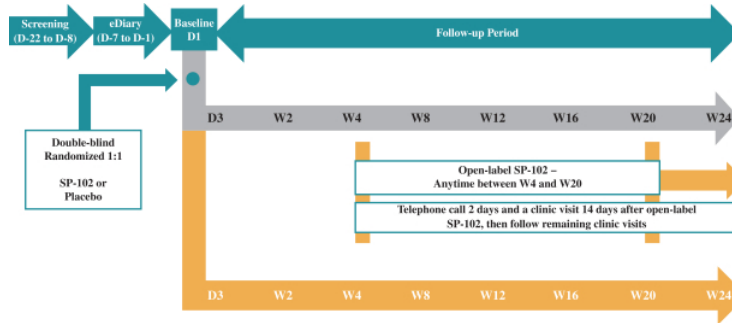 Screening
(D-22 to D-8)
eDiary
(D-7 to D-1)
Baseline
D1
Follow-up Period
D3 W2 W4 W8 W12 W16 W20 W24
Double-blind
Randomized 1:1
SP-102 or
Placebo
Open-label SP-102 –
Anytime between W4 and W20
Telephone call 2 days and a clinic visit 14 days after open-label
SP-102, then follow remaining clinic visits
D3 W2 W4 W8 W12 W16 W20 W24